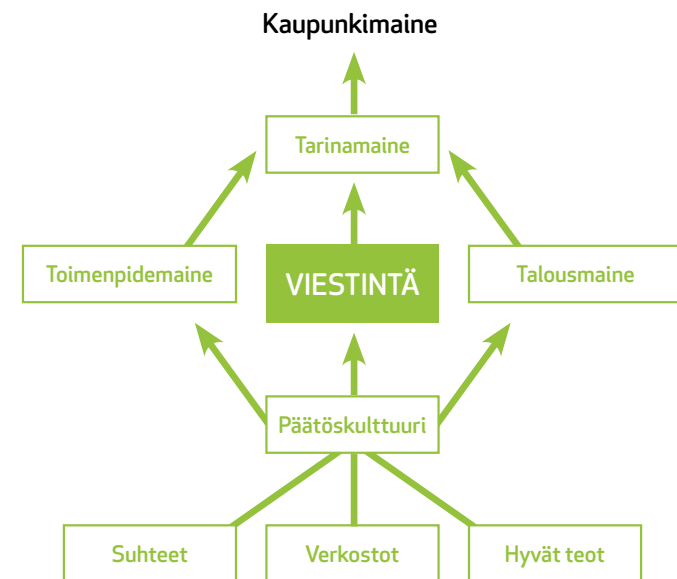 Kaupunkimaine
Tarinamaine
Toimenpidemaine
VIESTINTÄ
Talousmaine
Päätöskulttuuri
Suhteet
Verkostot
Hyvät teot